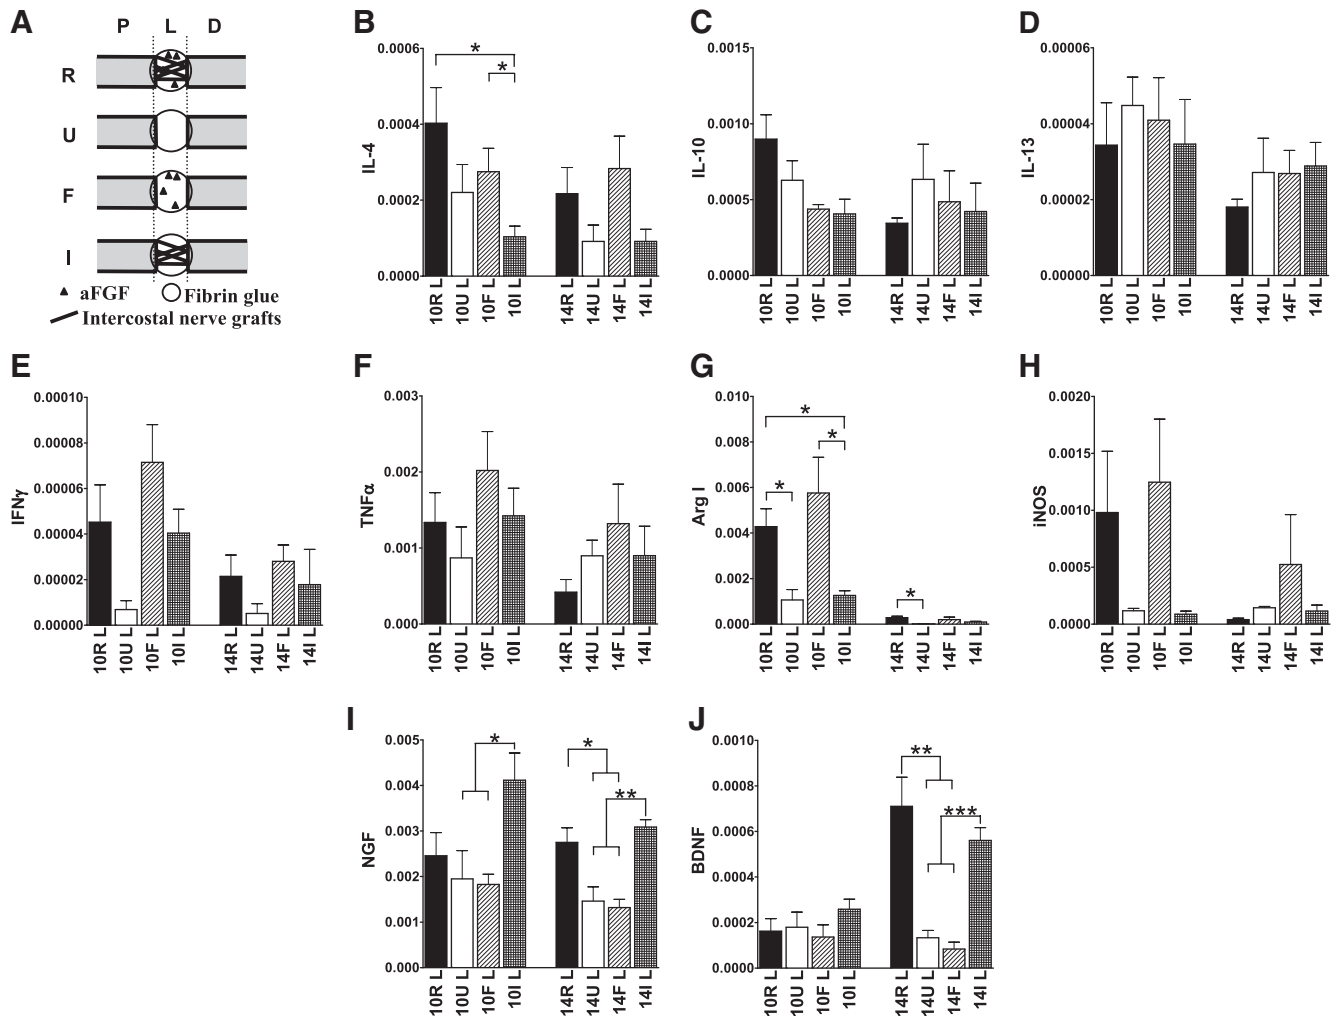 A
P L D
R
U
F
I
aFGF Fibrin glue
Intercostal nerve grafts
B
IL-4
0.0006
0.0004
0.0002
0.0000
*
*
10R L 10U L 10F L 10I L 14R L 14U L 14F L 14I L
C
IL-10
0.0015
0.0010
0.0005
0.0000
10R L 10U L 10F L 10I L 14R L 14U L 14F L 14I L
D
IL-13
0.00006
0.00004
0.00002
0.00000
10R L 10U L 10F L 10I L 14R L 14U L 14F L 14I L
E
IFNγ
0.00010
0.00008
0.00006
0.00004
0.00002
0.00000
10R L 10U L 10F L 10I L 14R L 14U L 14F L 14I L
F
TNFα
0.003
0.002
0.001
0.000
10R L 10U L 10F L 10I L 14R L 14U L 14F L 14I L
G
Arg I
0.010
0.008
0.006
0.004
0.002
0.000
*
*
*
*
10R L 10U L 10F L 10I L 14R L 14U L 14F L 14I L
H
iNOS
0.0020
0.0015
0.0010
0.0005
0.0000
10R L 10U L 10F L 10I L 14R L 14U L 14F L 14I L
I
NGF
0.005
0.004
0.003
0.002
0.001
0.000
*
*
**
10R L 10U L 10F L 10I L 14R L 14U L 14F L 14I L
J
BDNF
0.0010
0.0008
0.0006
0.0004
0.0002
0.0000
**
***
10R L 10U L 10F L 10I L 14R L 14U L 14F L 14I L